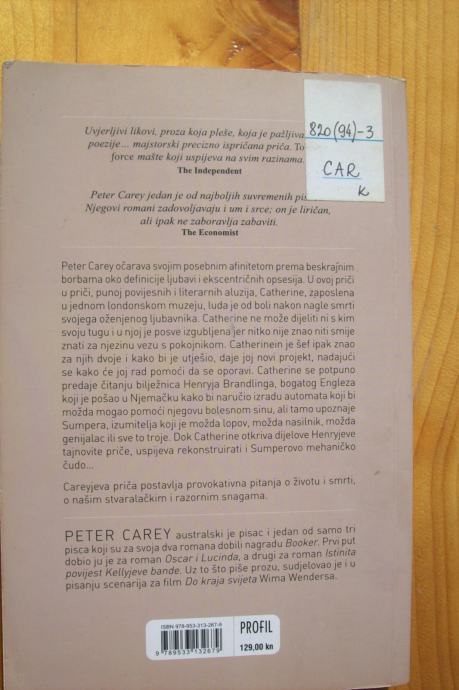 820(94)-3
CAR
K
Uvjerljivi likovi, proza koja pleše, koja je pažljiva
poezije... majstorski precizno ispričana priča. To
force mašte koji uspijeva na svim razinama.
The Independent
Peter Carey jedan je od najboljih suvremenih
Njegovi romani zadovoljavaju i um i srce; on je liričan,
ali ipak ne zaboravlja zabaviti.
The Economist
Peter Carey očarava svojim posebnim afinitetom prema beskrajnim
borbama oko definicije ljubavi i ekscentričnih opsesija. U ovoj priči
u priči, punoj povijesnih i literarnih aluzija, Catherine, zaposlena
u jednom londonskom muzeju, luda je od boli nakon nagle smrti
svojega oženjenog ljubavnika. Catherine ne može dijeliti ni s kim
svoju tugu i u njoj je posve izgubljena jer nitko nije znao niti smije
znati za njezinu vezu s pokojnikom. Catherinein je šef ipak znao
za njih dvoje i kako bi je utješio, daje joj novi projekt, nadajući
se kako će joj rad pomoći da se oporavi. Catherine se potpuno
predaje čitanju bilježnica Henryja Brandlinga, bogatog Engleza
koji je pošao u Njemačku kako bi naručio izradu automata koji bi
možda mogao pomoći njegovu bolesnom sinu, ali tamo upoznaje
Sumpera, izumitelja koji je možda lopov, možda nasilnik, možda
genijalac ili sve to troje. Dok Catherine otkriva dijelove Henryjeve
tajnovite priče, uspijeva rekonstruirati i Sumperovo mehaničko
čudo...
Careyjeva priča postavlja provokativna pitanja o životu i smrti,
o našim stvaralačkim i razornim snagama.
PETER CAREY australski je pisac i jedan od samo tri
pisca koji su za svoja dva romana dobili nagradu Booker. Prvi put
dobio ju je za roman Oscar i Lucinda, a drugi za roman Istinita
povijest Kellyjeve bande. Uz to što piše prozu, sudjelovao je i u
pisanju scenarija za film Do kraja svijeta Wima Wendersa.
ISBN 978-953-313-267-9
9 789533 132679
PROFIL
129,00 kn